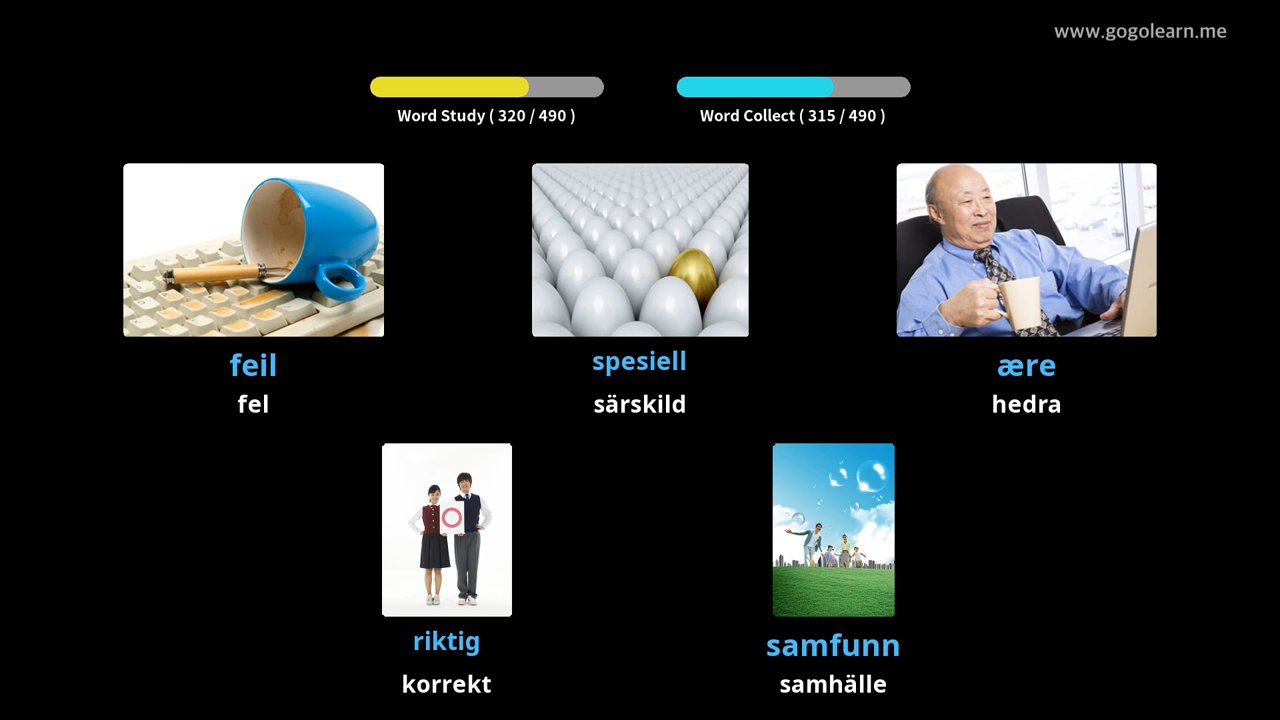 www.gogolearn.me
Word Study ( 320 / 490 )
Word Collect ( 315 / 490 )
feil
fel
spesiell
särskild
ære
hedra
riktig
korrekt
samfunn
samhälle